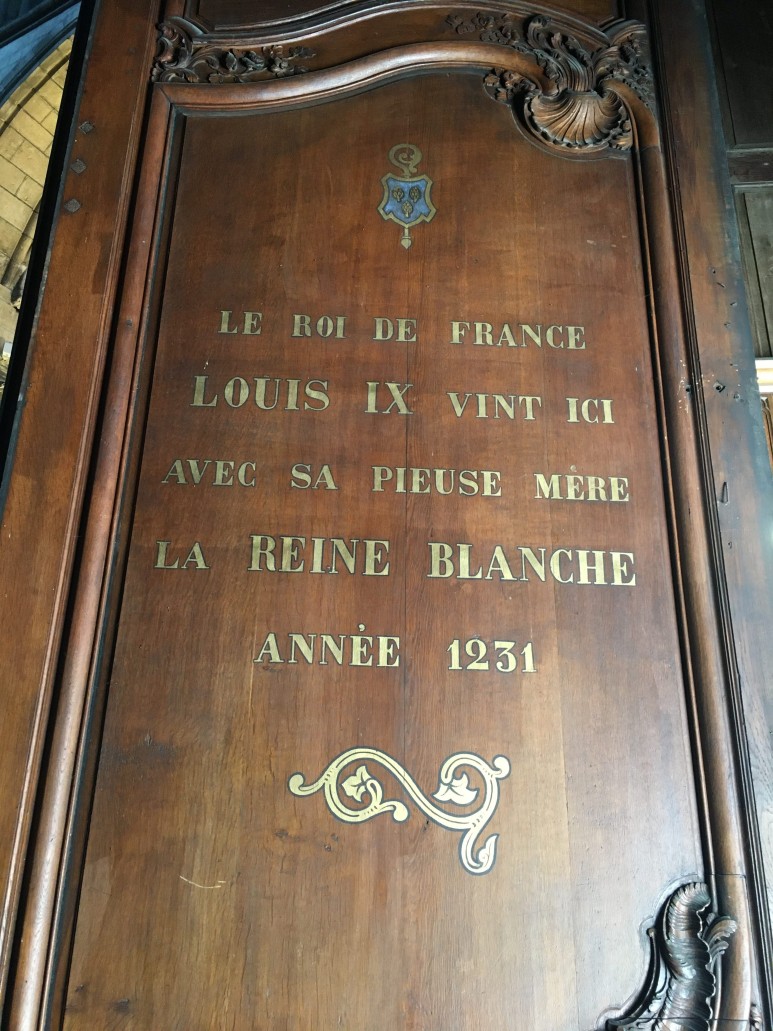 LE ROI DE FRANCE
LOUIS IX VINT ICI
AVEC SA PIEUSE MÈRE
LA REINE BLANCHE
ANNÉE 1231